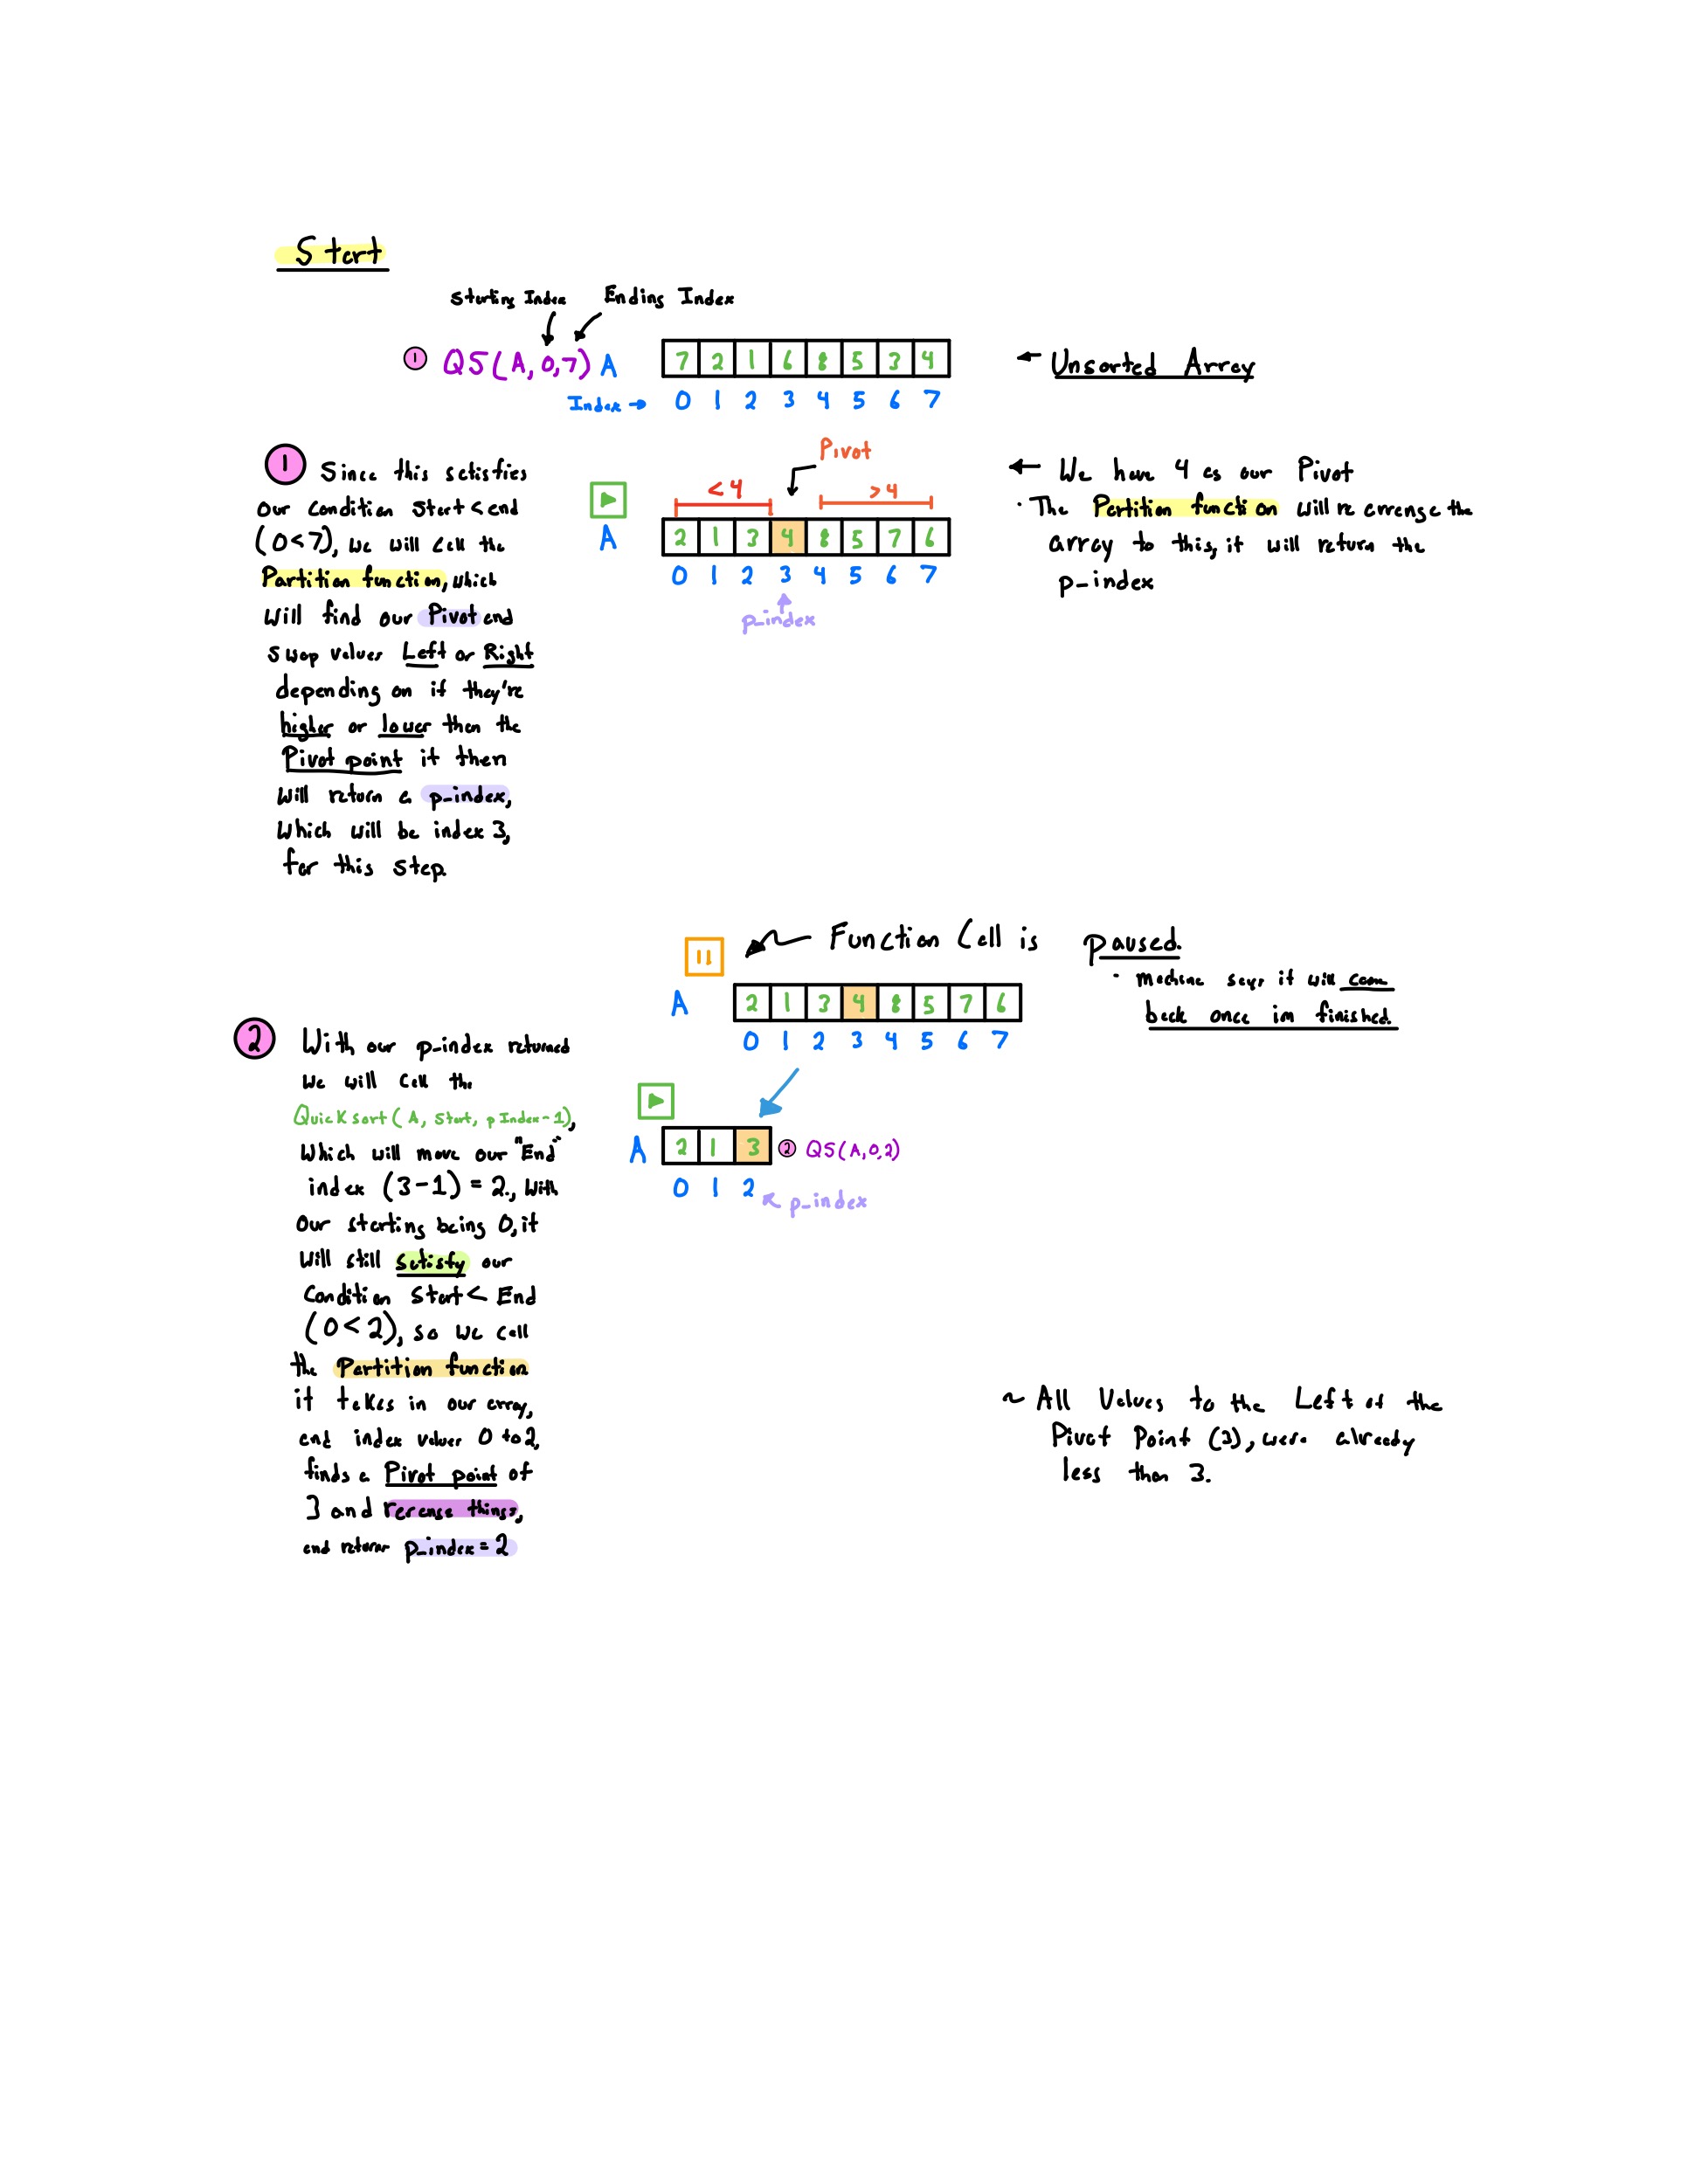 Start
Starting Index Ending Index
① QS(A, 0,7) A 7 2 1 6 8 5 3 4 ← Unsorted Array
Index → 0 1 2 3 4 5 6 7
① Since this satisfies
our condition Start < end
(0<7), we will call the
Partition function, which
will find our Pivot and
swap values Left or Right
depending on if they're
higher or lower then the
Pivot point it then
will return a p_index,
Which will be index 3,
for this step
Pivot
<4 >4
A 2 1 3 4 8 5 7 6
0 1 2 3 4 5 6 7
p_index
← We have 4 as our Pivot
· The Partition function will re arrange the
array to this, it will return the
p_index
Function Call is paused.
· machine says it will come
back once im finished.
A 2 1 3 4 8 5 7 6
0 1 2 3 4 5 6 7
② With our p_index returned
We will call the
Quicksort( A, Start, p Index-1),
Which will move our "End"
index (3-1) = 2., With
Our starting being 0, it
Will still Satisfy our
Condition Start < End
(0<2), so we call
the Partition function
it takes in our array,
and index values 0 to 2,
finds a Pivot point of
3 and rerange things,
and returns p_index = 2
A 2 1 3 ② QS(A,0,2)
0 1 2
p_index
~ All Values to the Left of the
Pivot Point (3), were already
less than 3.